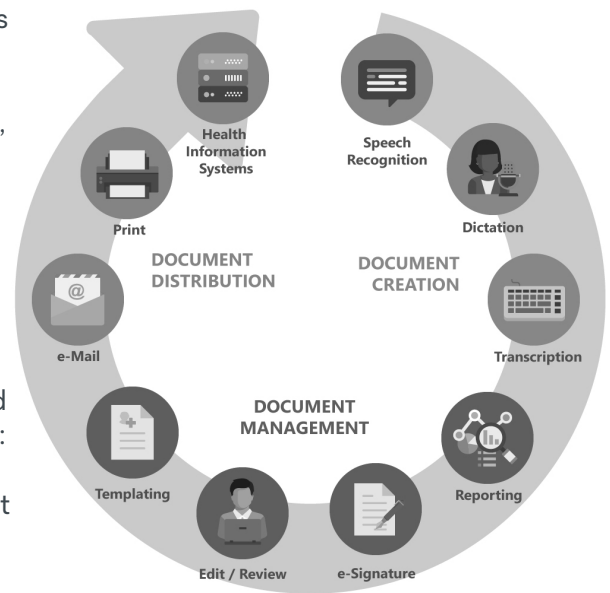 s
,
d
:
t
Health
Information
Systems
Speech
Recognition
Print
Dictation
DOCUMENT
DISTRIBUTION
DOCUMENT
CREATION
@
e-Mail
Transcription
DOCUMENT
MANAGEMENT
Templating
Reporting
Edit / Review
e-Signature